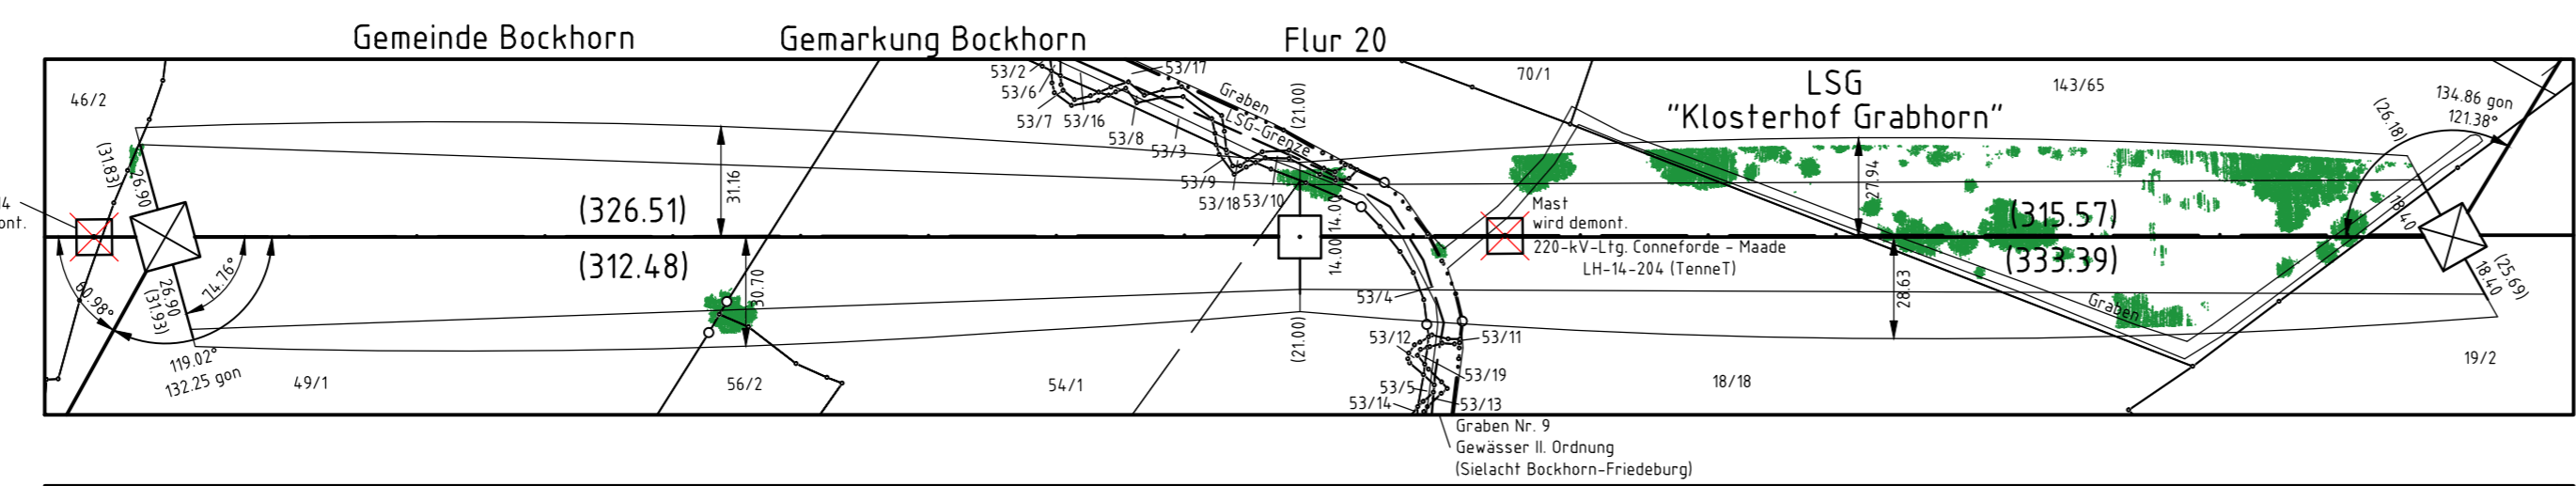 Gemeinde Bockhorn
Gemarkung Bockhorn
Flur 20
46/2
53/2
53/6
53/7
53/16
53/8
53/3
53/17
Graben
LSG-Grenze
(21.00)
70/1
LSG
"Klosterhof Grabhorn"
143/65
(26.18)
134.86 gon
121.38°
(31.83)
26.90
31.16
53/9
53/18
53/10
14.00
27.94
18.40
14
ont.
(326.51)
(312.48)
Mast
wird demont.
220-kV-Ltg. Conneforde - Maade
LH-14-204 (TenneT)
(315.57)
(333.39)
60.98°
26.90
(31.93)
74.76°
119.02°
132.25 gon
30.70
14.00
(21.00)
53/4
28.63
Graben
18.40
(25.69)
49/1
56/2
54/1
53/12
53/11
53/19
53/5
53/14
53/13
18/18
19/2
Graben Nr. 9
Gewässer II. Ordnung
(Sielacht Bockhorn-Friedeburg)